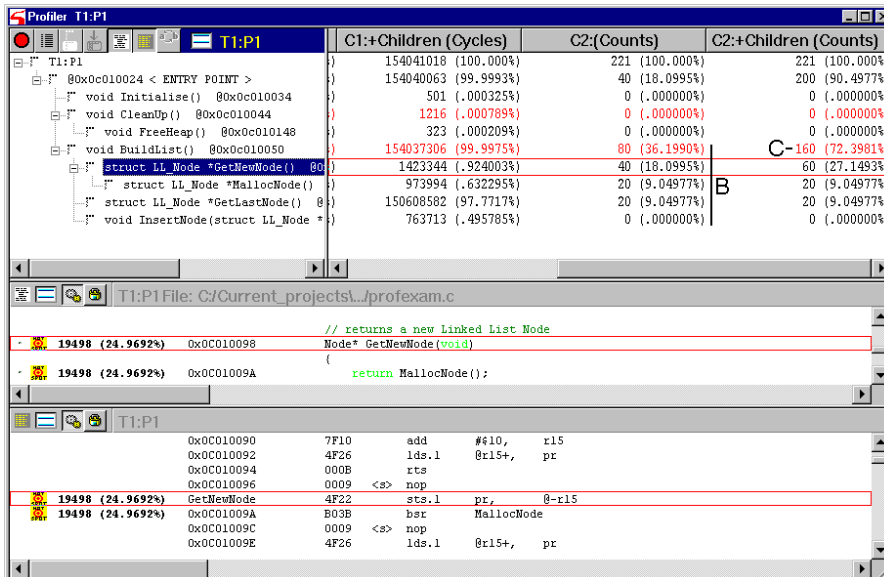 Profiler T1:P1
T1:P1 C1:+Children (Cycles) C2:(Counts) C2:+Children (Counts)
T1:P1 ) 154041018 (100.000%) 221 (100.000%) 221 (100.000%
@0x0c010024 < ENTRY POINT > ) 154040063 (99.9993%) 40 (18.0995%) 200 (90.4977%
void Initialise() @0x0c010034 ) 501 (.000325%) 0 (.000000%) 0 (.000000%
void CleanUp() @0x0c010044 ) 1216 (.000789%) 0 (.000000%) 0 (.000000%
void FreeHeap() @0x0c010148 ) 323 (.000209%) 0 (.000000%) 0 (.000000%
void BuildList() @0x0c010050 ) 154037306 (99.9975%) 80 (36.1990%) C 160 (72.3981%
struct LL_Node *GetNewNode() @0 ) 1423344 (.924003%) 40 (18.0995%) 60 (27.1493%
struct LL_Node *MallocNode() ) 973994 (.632295%) 20 (9.04977%) B 20 (9.04977%
struct LL_Node *GetLastNode() @ ) 150608582 (97.7717%) 20 (9.04977%) 20 (9.04977%
void InsertNode(struct LL_Node * ) 763713 (.495785%) 0 (.000000%) 0 (.000000%
T1:P1 File: C:/Current_projects\.../profexam.c
// returns a new Linked List Node
HOT SPOT 19498 (24.9692%) 0x0C010098 Node* GetNewNode(void)
{
HOT SPOT 19498 (24.9692%) 0x0C01009A return MallocNode();
T1:P1
0x0C010090 7F10 add #$10, r15
0x0C010092 4F26 lds.l @r15+, pr
0x0C010094 000B rts
0x0C010096 0009 <s> nop
HOT SPOT 19498 (24.9692%) GetNewNode 4F22 sts.l pr, @-r15
HOT SPOT 19498 (24.9692%) 0x0C01009A B03B bsr MallocNode
0x0C01009C 0009 <s> nop
0x0C01009E 4F26 lds.l @r15+, pr